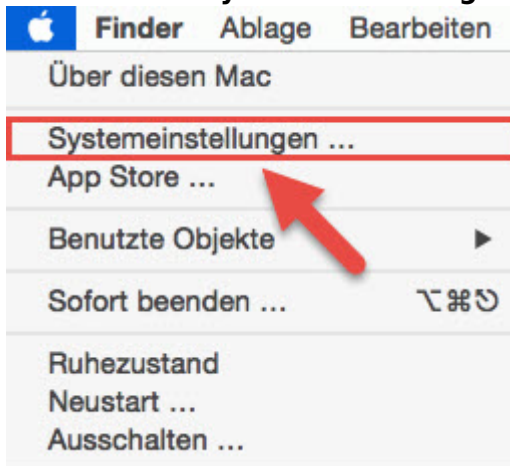 Finder Ablage Bearbeiten
Über diesen Mac
Systemeinstellungen ...
App Store ...
Benutzte Objekte ▶
Sofort beenden ... ⌥⌘⎋
Ruhezustand
Neustart ...
Ausschalten ...